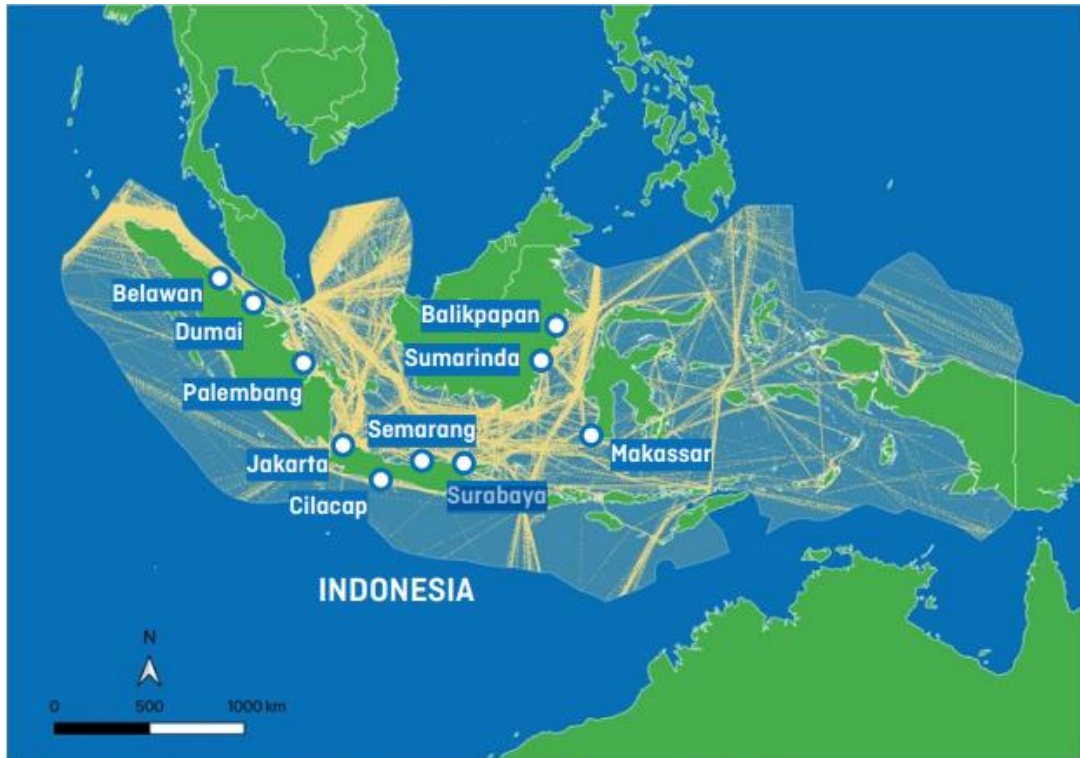 Belawan
Dumai
Palembang
Balikpapan
Sumarinda
Semarang
Jakarta
Makassar
Cilacap
Surabaya
INDONESIA
N
0 500 1000 km